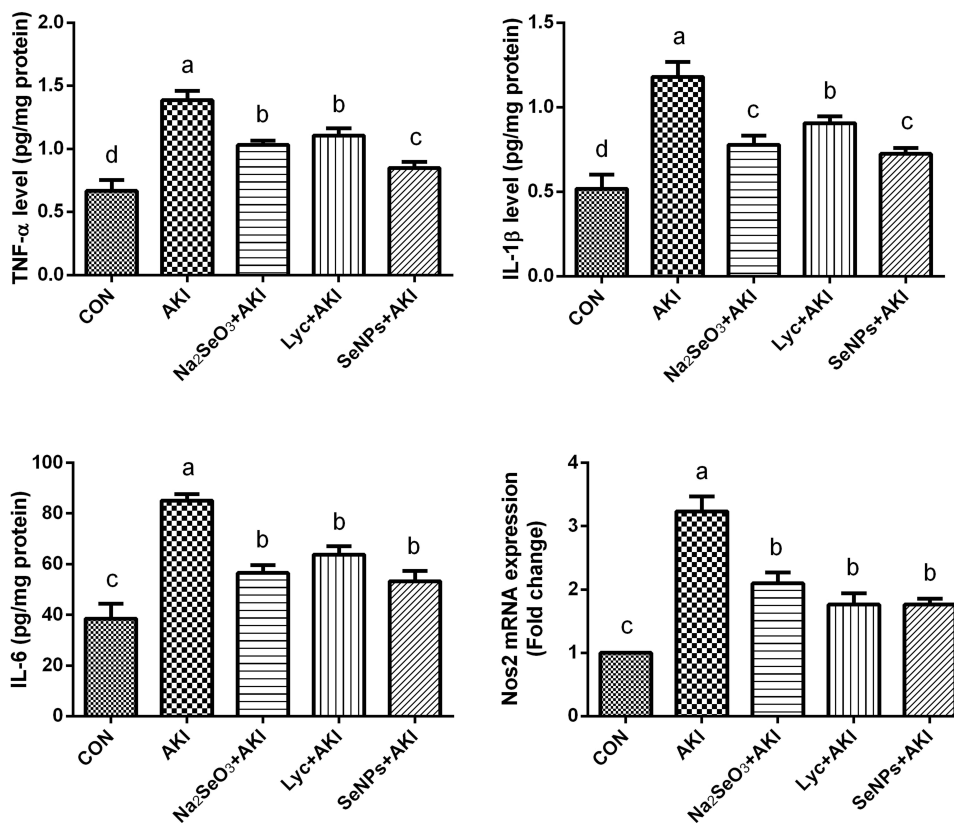 TNF-α level (pg/mg protein)
2.0
1.5
1.0
0.5
0.0
d
a
b
b
c
CON
AKI
Na₂SeO₃+AKI
Lyc+AKI
SeNPs+AKI
IL-1β level (pg/mg protein)
1.5
1.0
0.5
0.0
d
a
c
b
c
CON
AKI
Na₂SeO₃+AKI
Lyc+AKI
SeNPs+AKI
IL-6 (pg/mg protein)
100
80
60
40
20
0
c
a
b
b
b
CON
AKI
Na₂SeO₃+AKI
Lyc+AKI
SeNPs+AKI
Nos2 mRNA expression
(Fold change)
4
3
2
1
0
c
a
b
b
b
CON
AKI
Na₂SeO₃+AKI
Lyc+AKI
SeNPs+AKI